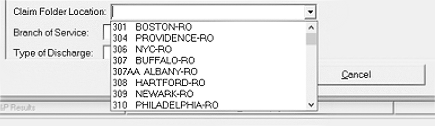 Claim Folder Location:
301 BOSTON-RO
304 PROVIDENCE-RO
Branch of Service:
306 NYC-RO
307 BUFFALO-RO
Type of Discharge:
307AA ALBANY-RO
308 HARTFORD-RO
Cancel
309 NEWARK-RO
310 PHILADELPHIA-RO
LP Results